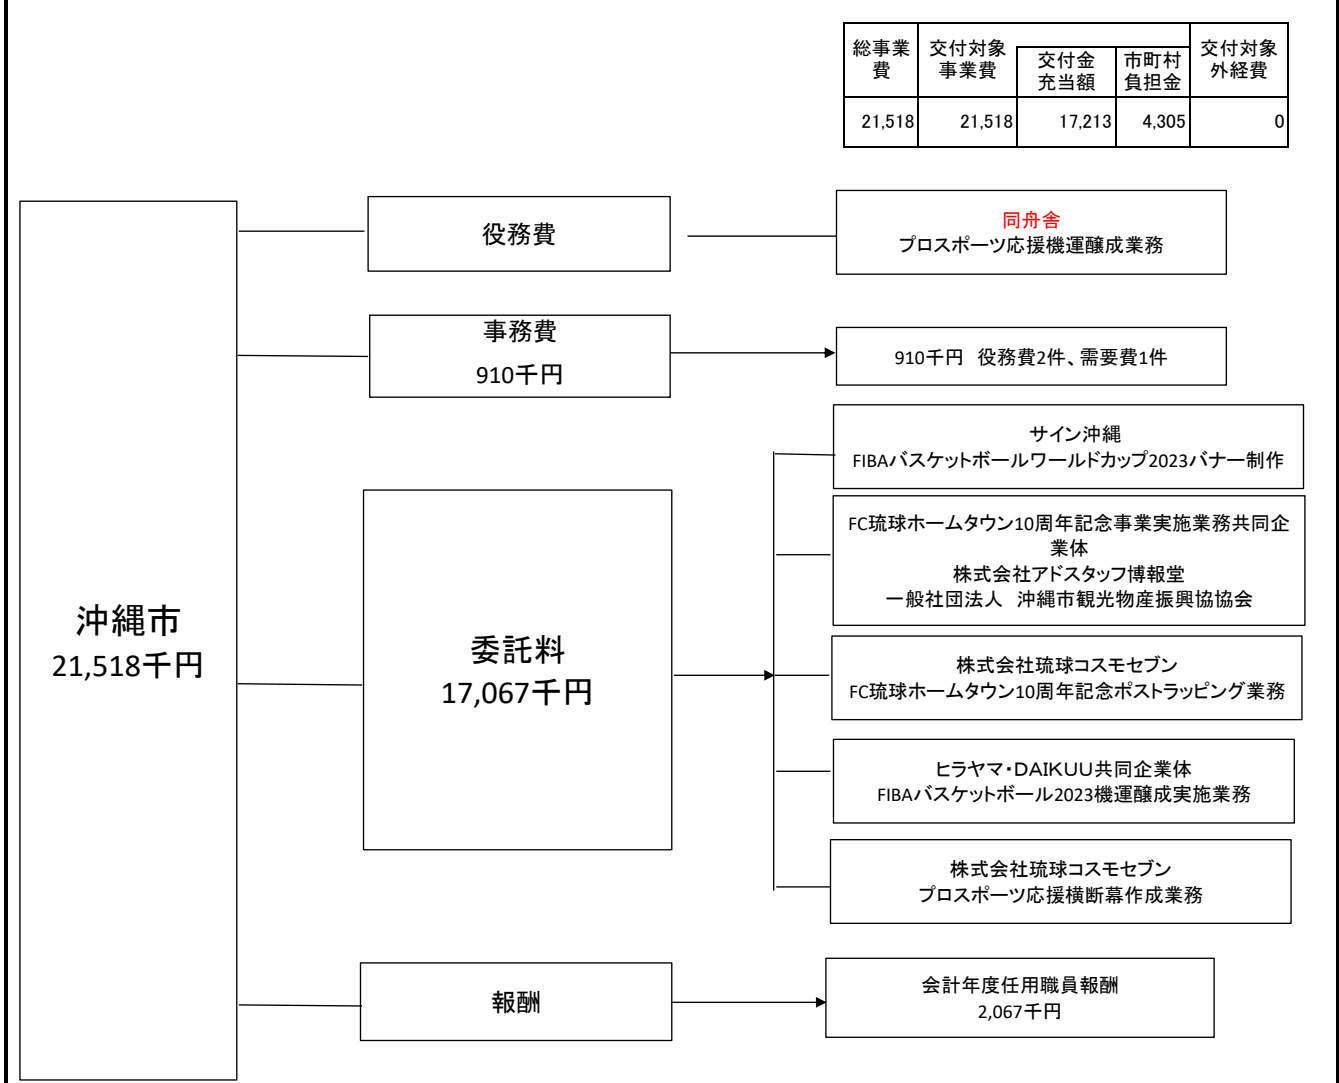 総事業
費
交付対象
事業費
交付金
充当額
市町村
負担金
交付対象
外経費
21,518
21,518
17,213
4,305
0
役務費
同舟舎
プロスポーツ応援機運醸成業務
事務費
910千円
910千円 役務費2件、需要費1件
沖縄市
21,518千円
委託料
17,067千円
サイン沖縄
FIBAバスケットボールワールドカップ2023バナー制作
FC琉球ホームタウン10周年記念事業実施業務共同企
業体
株式会社アドスタッフ博報堂
一般社団法人 沖縄市観光物産振興協協会
株式会社琉球コスモセブン
FC琉球ホームタウン10周年記念ポストラッピング業務
ヒラヤマ・DAIKUU共同企業体
FIBAバスケットボール2023機運醸成実施業務
株式会社琉球コスモセブン
プロスポーツ応援横断幕作成業務
報酬
会計年度任用職員報酬
2,067千円